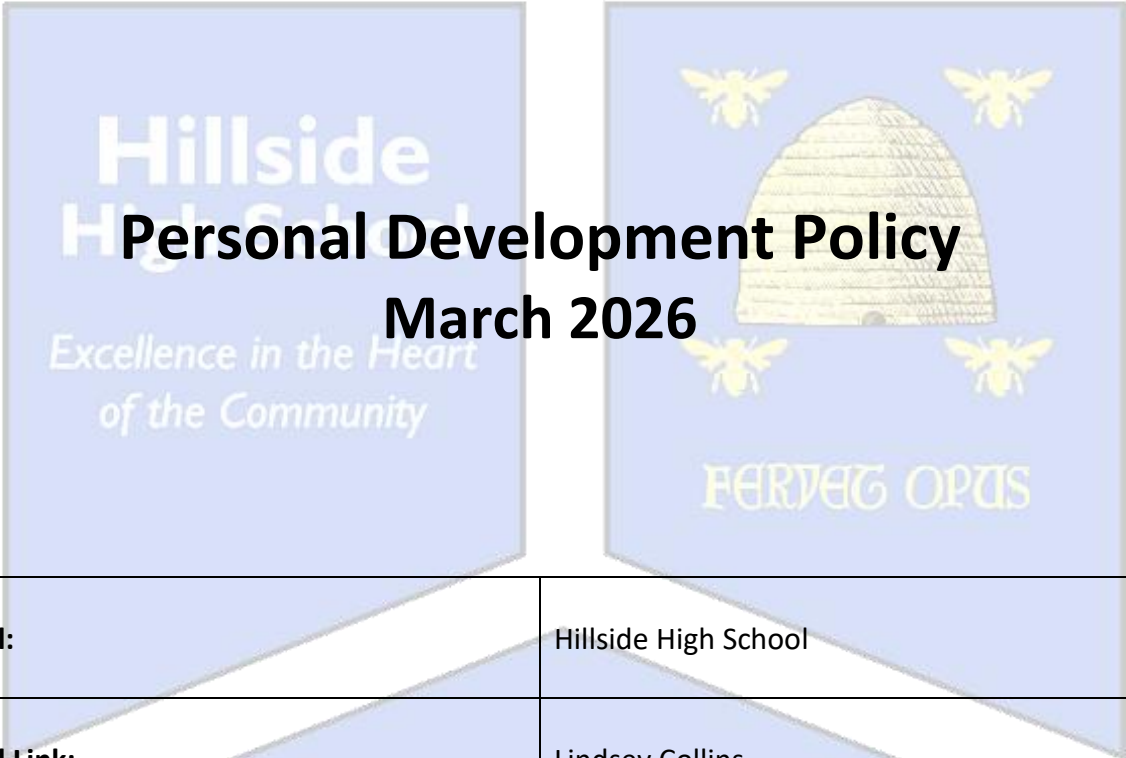 Hillside
High School
Personal Development Policy
March 2026
Excellence in the Heart
of the Community
FERVET OPUS
Hillside High School
Lindsey Collins